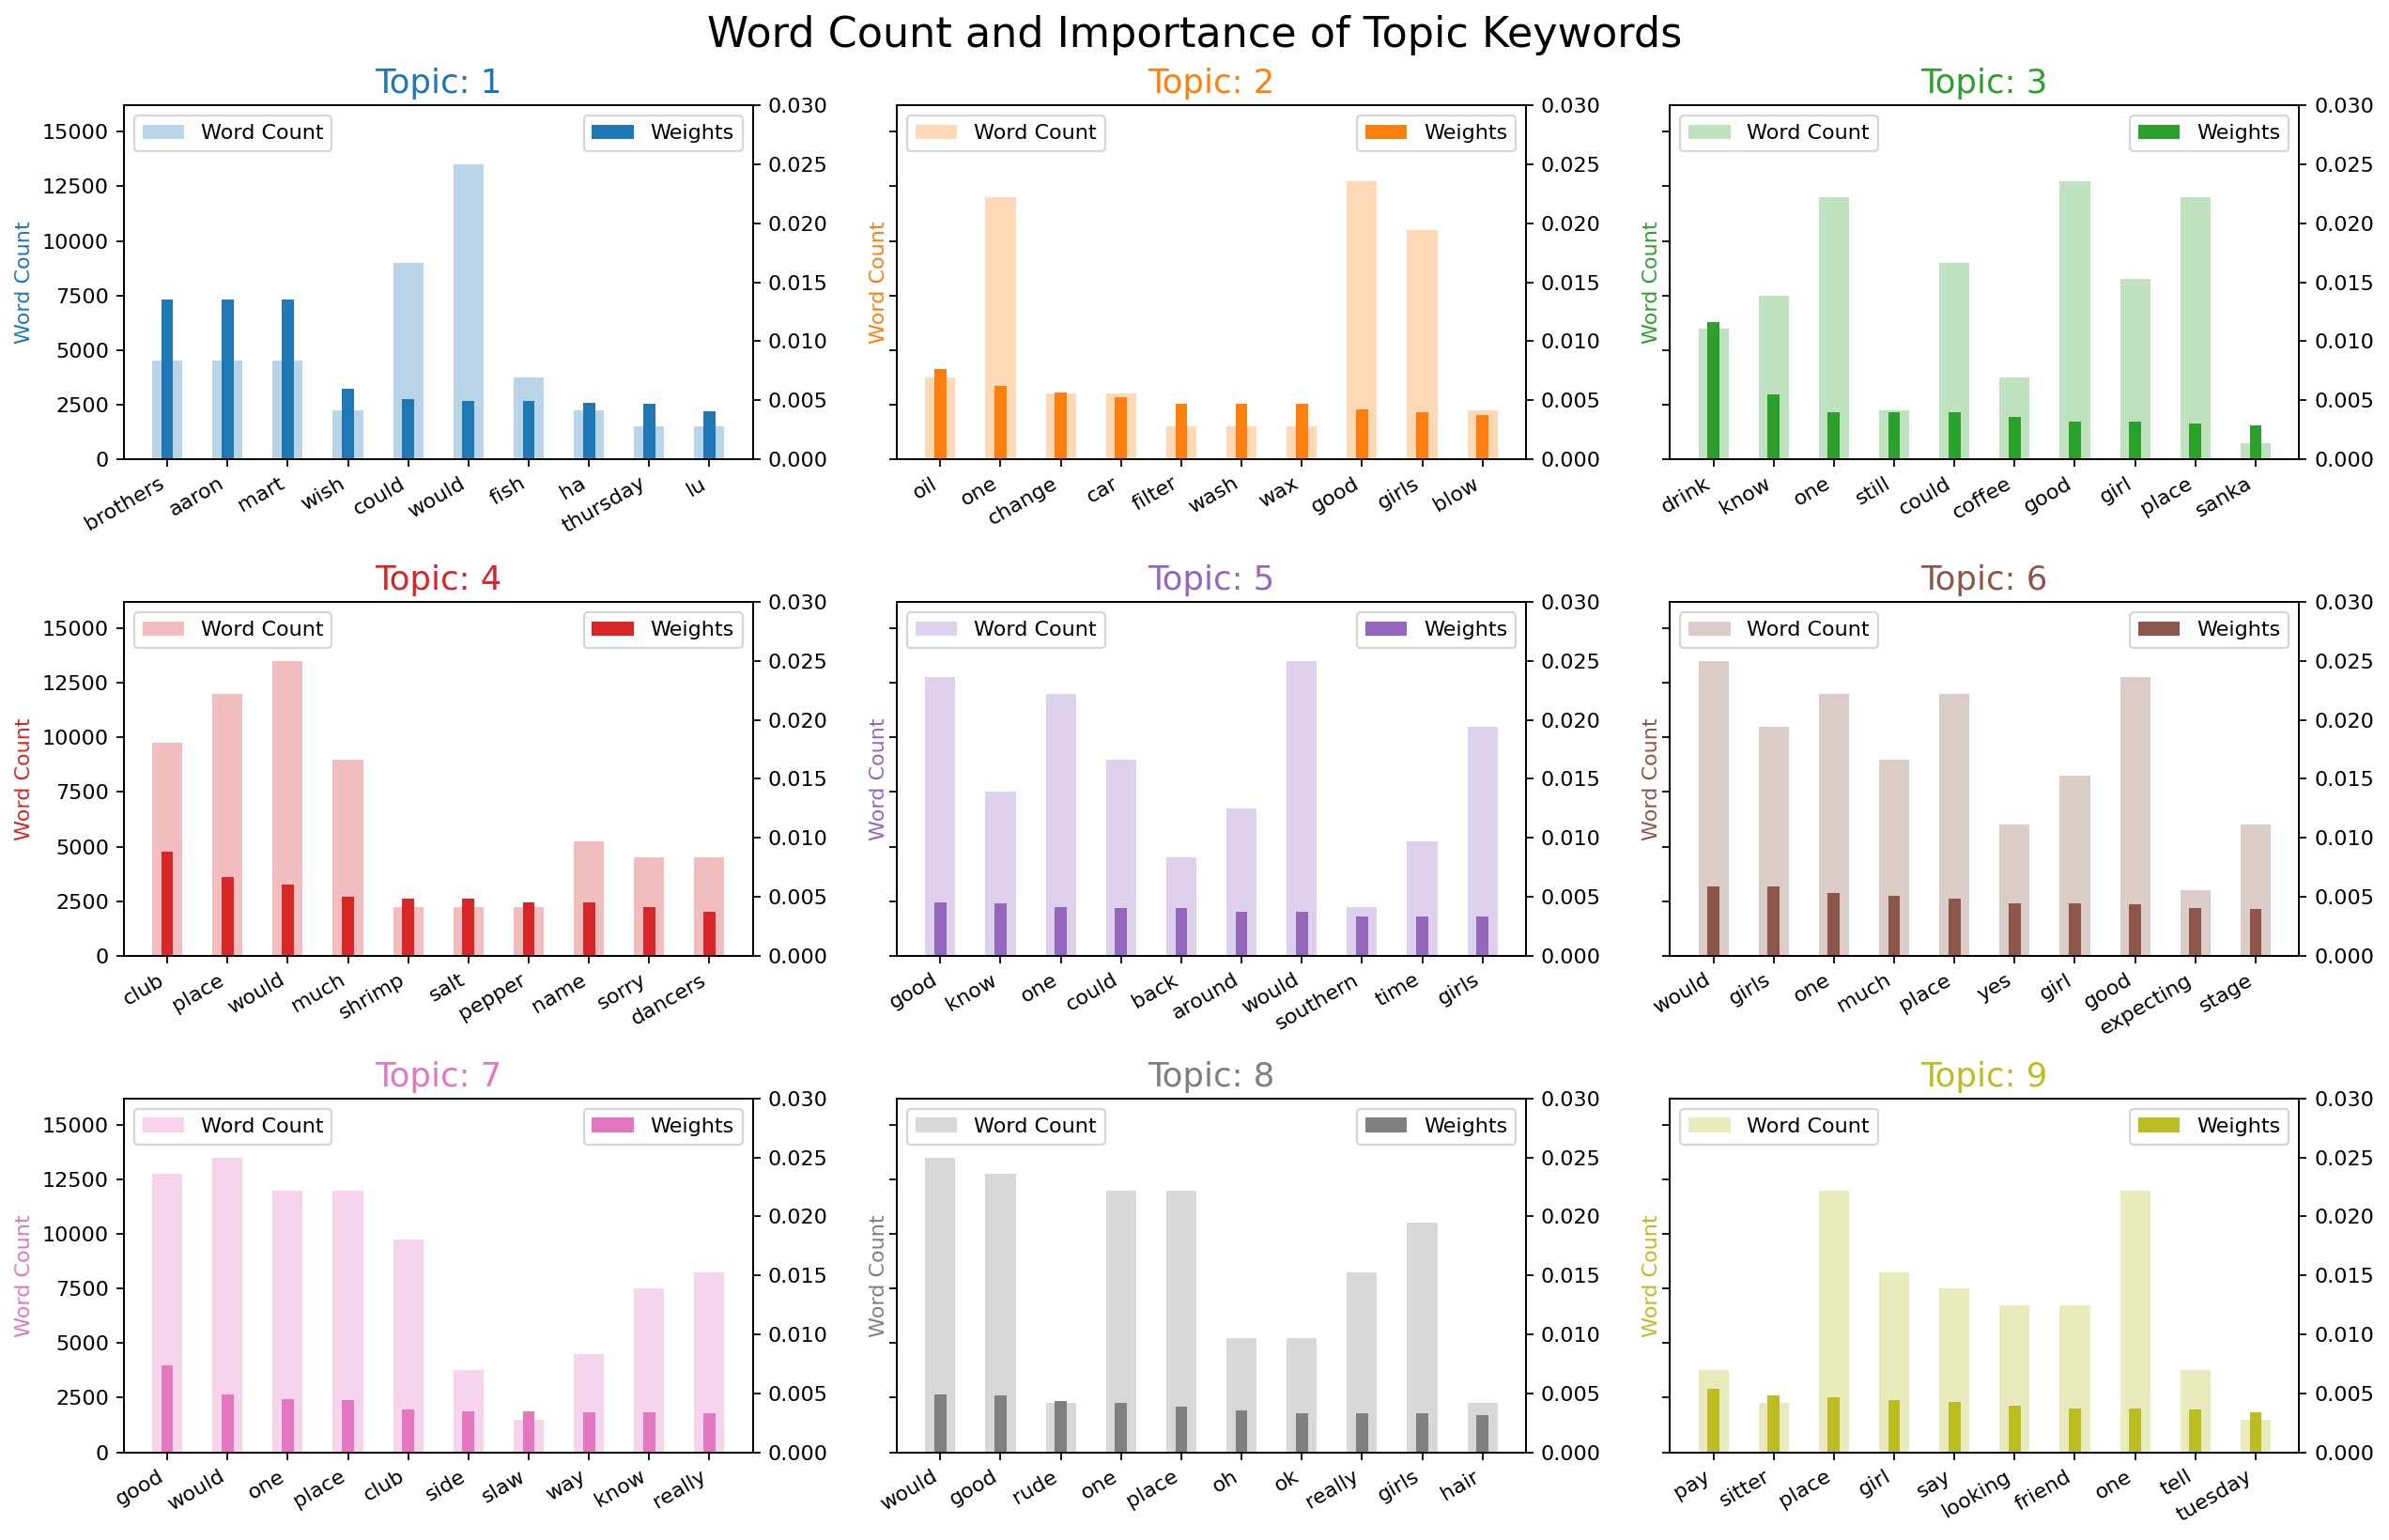 Word Count and Importance of Topic Keywords
Topic: 1
Word Count
Weights
Word Count
15000
12500
10000
7500
5000
2500
0
0.030
0.025
0.020
0.015
0.010
0.005
0.000
brothers aaron mart wish could would fish ha thursday lu
Topic: 2
Word Count
Weights
Word Count
0.030
0.025
0.020
0.015
0.010
0.005
0.000
oil one change car filter wash wax good girls blow
Topic: 3
Word Count
Weights
Word Count
0.030
0.025
0.020
0.015
0.010
0.005
0.000
drink know one still could coffee good girl place sanka
Topic: 4
Word Count
Weights
Word Count
15000
12500
10000
7500
5000
2500
0
0.030
0.025
0.020
0.015
0.010
0.005
0.000
club place would much shrimp salt pepper name sorry dancers
Topic: 5
Word Count
Weights
Word Count
0.030
0.025
0.020
0.015
0.010
0.005
0.000
good know one could back around would southern time girls
Topic: 6
Word Count
Weights
Word Count
0.030
0.025
0.020
0.015
0.010
0.005
0.000
would girls one much place yes girl good expecting stage
Topic: 7
Word Count
Weights
Word Count
15000
12500
10000
7500
5000
2500
0
0.030
0.025
0.020
0.015
0.010
0.005
0.000
good would one place club side slaw way know really
Topic: 8
Word Count
Weights
Word Count
0.030
0.025
0.020
0.015
0.010
0.005
0.000
would good rude one place oh ok really girls hair
Topic: 9
Word Count
Weights
Word Count
0.030
0.025
0.020
0.015
0.010
0.005
0.000
pay sitter place girl say looking friend one tell tuesday